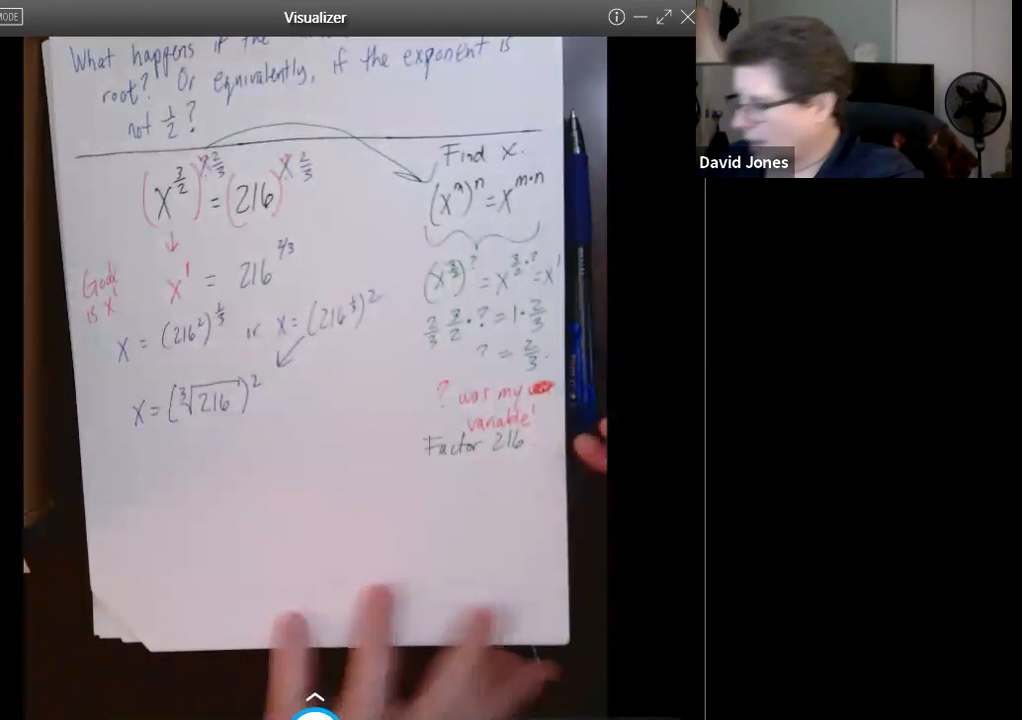 MODE
Visualizer
David Jones
What happens if the
root? Or equivalently, if the exponent is
not 1/2?
Find x.
(x^(3/2))^(2/3) = (216)^(2/3)
(x^m)^n = x^(m·n)
Goal is x^1
x^1 = 216^(2/3)
(x^(3/2))^? = x^(3/2·?) = x^1
x = (216^2)^(1/3) or x = (216^(1/3))^2
2/3 · 3/2 · ? = 1 · 2/3
? = 2/3.
x = (∛216)^2
? was my
variable!
Factor 216